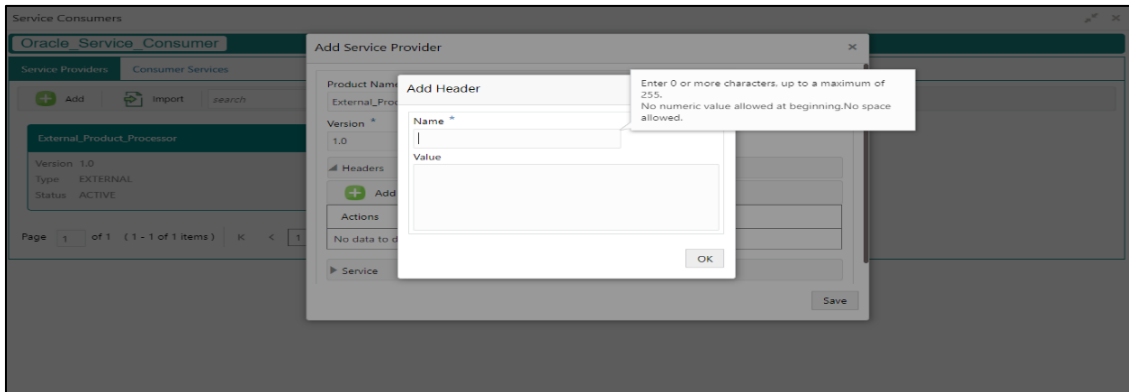 Service Consumers
Oracle_Service_Consumer
Service Providers Consumer Services
Add Import search
External_Product_Processor
Version 1.0
Type EXTERNAL
Status ACTIVE
Page 1 of 1 (1 - 1 of 1 items) K < 1
Add Service Provider ×
Product Name
External_Proc
Version *
1.0
Headers
Add
Actions
No data to d
Service
Save
Add Header
Name *
Value
OK
Enter 0 or more characters, up to a maximum of
255.
No numeric value allowed at beginning.No space
allowed.